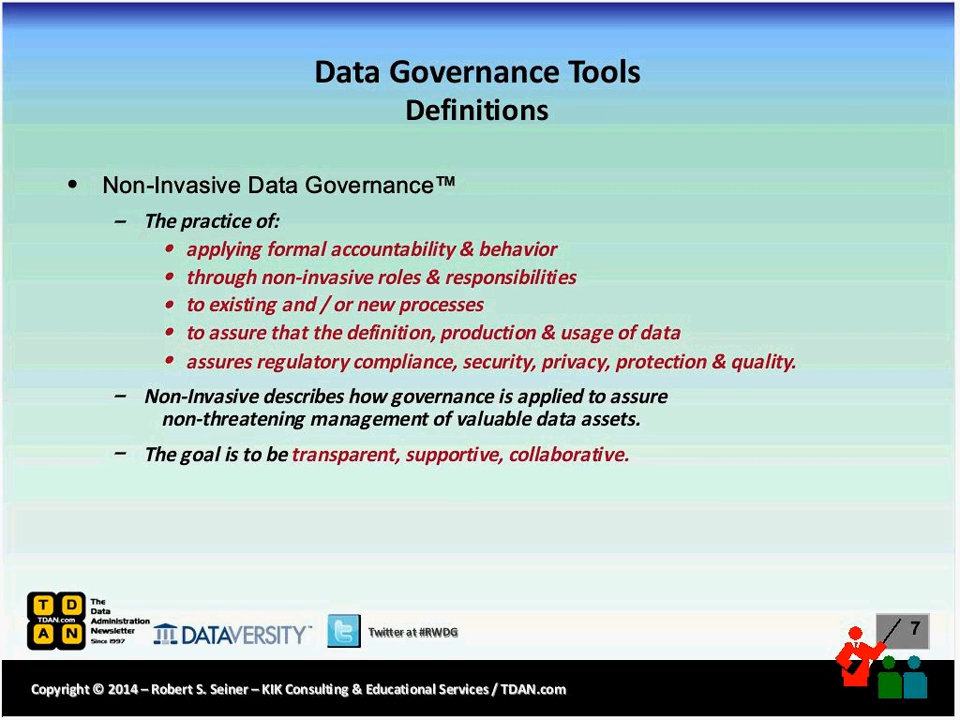 Data Governance Tools
Definitions
• Non-Invasive Data Governance™
– The practice of:
• applying formal accountability & behavior
• through non-invasive roles & responsibilities
• to existing and / or new processes
• to assure that the definition, production & usage of data
• assures regulatory compliance, security, privacy, protection & quality.
– Non-Invasive describes how governance is applied to assure
non-threatening management of valuable data assets.
– The goal is to be transparent, supportive, collaborative.
T D
TDAN.com
A N
The
Data
Administration
Newsletter
Since 1997
DATAVERSITY™
Twitter at #RWDG
7
Copyright © 2014 – Robert S. Seiner – KIK Consulting & Educational Services / TDAN.com